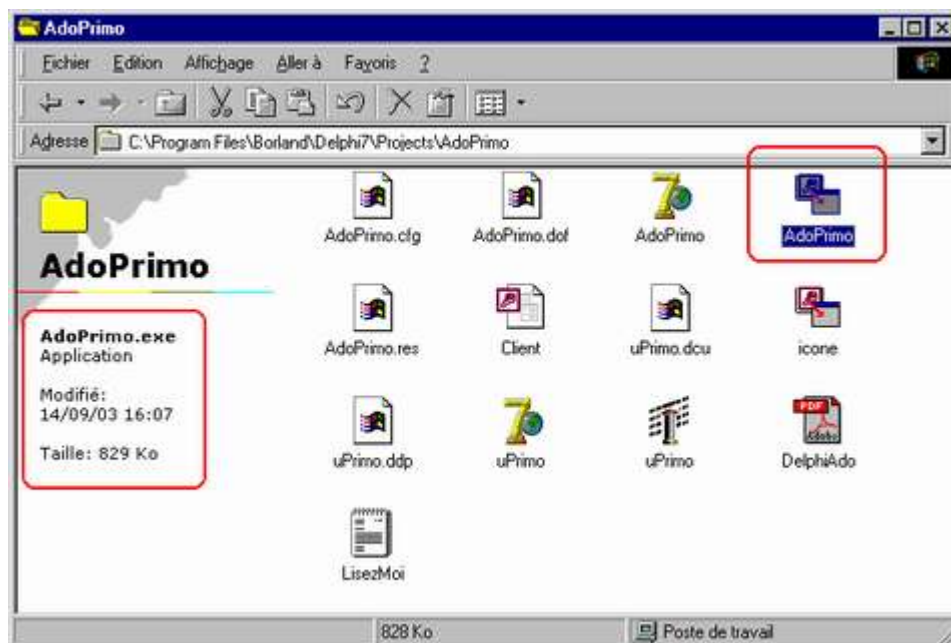 AdoPrimo
Fichier Edition Affichage Aller à Favoris ?
Adresse C:\Program Files\Borland\Delphi7\Projects\AdoPrimo
AdoPrimo
AdoPrimo.exe
Application
Modifié:
14/09/03 16:07
Taille: 829 Ko
AdoPrimo.cfg AdoPrimo.dof AdoPrimo AdoPrimo
AdoPrimo.res Client uPrimo.dcu icone
uPrimo.ddp uPrimo uPrimo DelphiAdo
LisezMoi
828 Ko Poste de travail